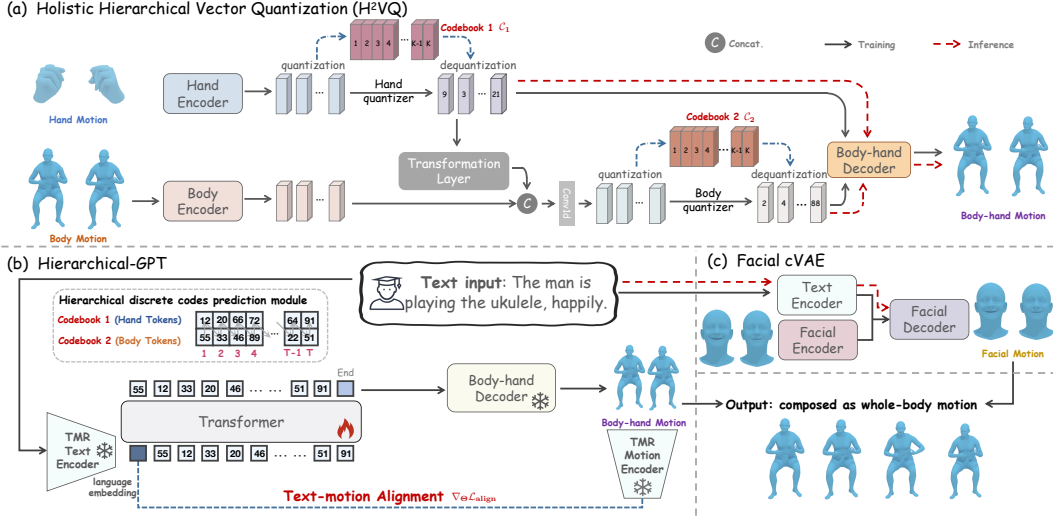 (a) Holistic Hierarchical Vector Quantization (H²VQ)
Codebook 1 𝒞₁
1 2 3 4 ... K-1 K
C Concat.
Training
Inference
quantization
dequantization
Hand Encoder
...
Hand quantizer
9 3 ... 21
Hand Motion
Codebook 2 𝒞₂
1 2 3 4 ... K-1 K
Transformation Layer
quantization
dequantization
Body-hand Decoder
Body Encoder
...
C
Conv1d
...
Body quantizer
2 4 ... 88
Body Motion
Body-hand Motion
(b) Hierarchical-GPT
Text input: The man is
playing the ukulele, happily.
(c) Facial cVAE
Hierarchical discrete codes prediction module
Codebook 1 (Hand Tokens)
12 20 66 72 ... 64 91
Codebook 2 (Body Tokens)
55 33 46 89 ... 22 51
1 2 3 4 T-1 T
Text Encoder
Facial Encoder
Facial Decoder
Facial Motion
End
55 12 33 20 46 ... ... 51 91
Body-hand Decoder
Body-hand Motion
Output: composed as whole-body motion
Transformer
TMR Text Encoder
TMR Motion Encoder
55 12 33 20 46 ... ... 51 91
language embedding
Text-motion Alignment ∇_Θ ℒ_align